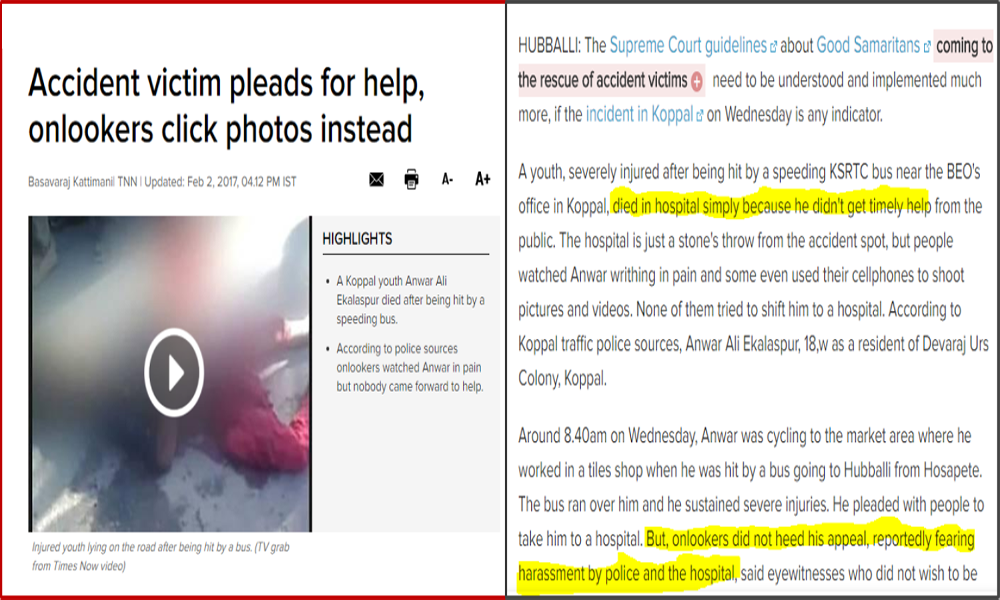 Accident victim pleads for help,
onlookers click photos instead
Basavaraj Kattimanii TNN | Updated: Feb 2, 2017, 04.12 PM IST
A- A+
HIGHLIGHTS
• A Koppal youth Anwar Ali
Ekalaspur died after being hit by a
speeding bus.
• According to police sources
onlookers watched Anwar in pain
but nobody came forward to help.
Injured youth lying on the road after being hit by a bus. (TV grab
from Times Now video)
HUBBALLI: The Supreme Court guidelines about Good Samaritans coming to
the rescue of accident victims need to be understood and implemented much
more, if the incident in Koppal on Wednesday is any indicator.
A youth, severely injured after being hit by a speeding KSRTC bus near the BEO's
office in Koppal, died in hospital simply because he didn't get timely help from the
public. The hospital is just a stone's throw from the accident spot, but people
watched Anwar writhing in pain and some even used their cellphones to shoot
pictures and videos. None of them tried to shift him to a hospital. According to
Koppal traffic police sources, Anwar Ali Ekalaspur, 18,w as a resident of Devaraj Urs
Colony, Koppal.
Around 8.40am on Wednesday, Anwar was cycling to the market area where he
worked in a tiles shop when he was hit by a bus going to Hubballi from Hosapete.
The bus ran over him and he sustained severe injuries. He pleaded with people to
take him to a hospital. But, onlookers did not heed his appeal, reportedly fearing
harassment by police and the hospital, said eyewitnesses who did not wish to be